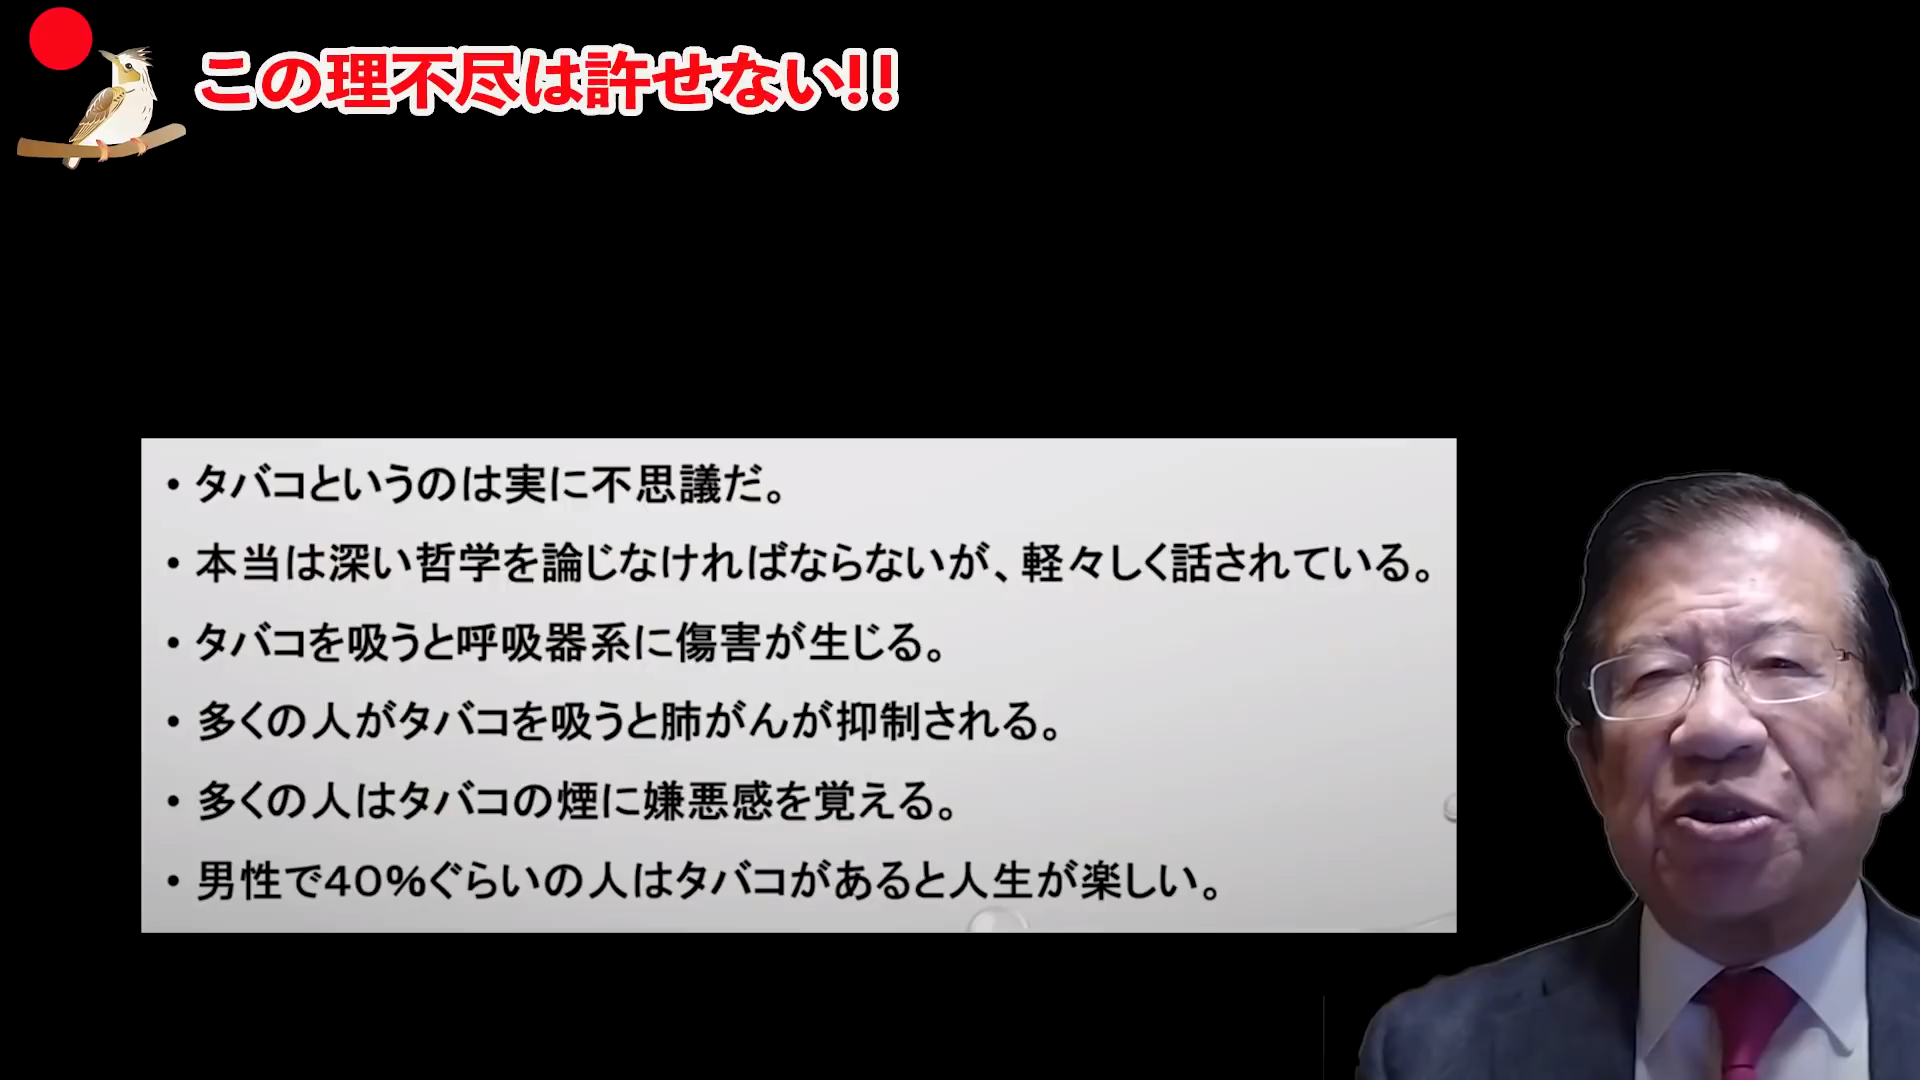 この理不尽は許せない!!
・タバコというのは実に不思議だ。
・本当は深い哲学を論じなければならないが、軽々しく話されている。
・タバコを吸うと呼吸器系に傷害が生じる。
・多くの人がタバコを吸うと肺がんが抑制される。
・多くの人はタバコの煙に嫌悪感を覚える。
・男性で40%ぐらいの人はタバコがあると人生が楽しい。